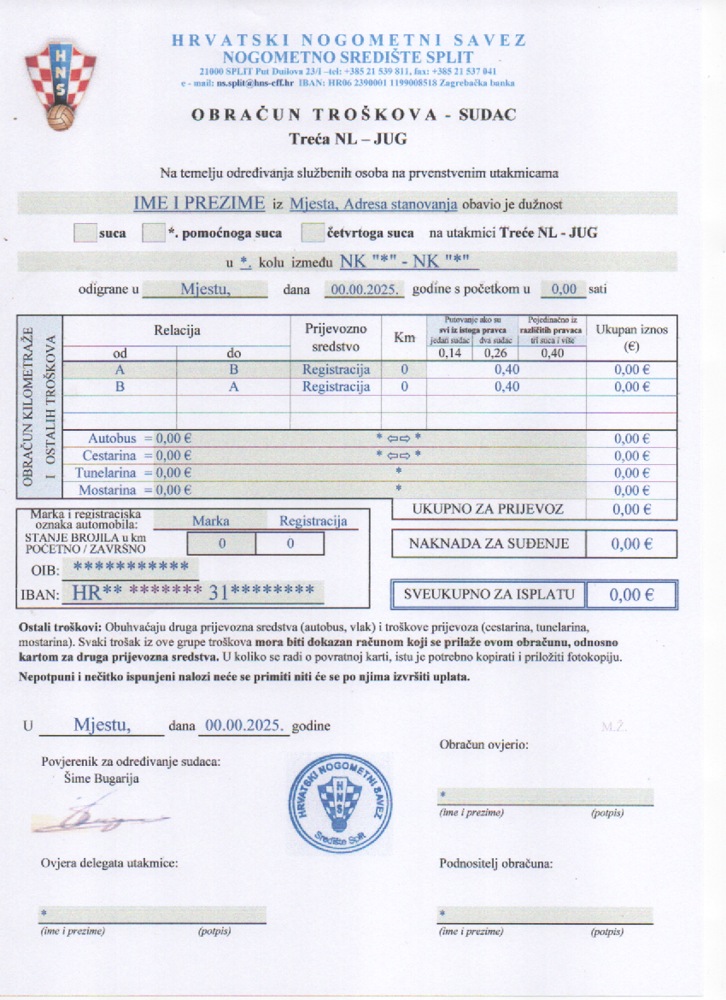 HNS
HRVATSKI NOGOMETNI SAVEZ
NOGOMETNO SREDIŠTE SPLIT
21000 SPLIT Put Duilova 23/I –tel: +385 21 539 811, fax: +385 21 537 041
e - mail: ns.split@hns-cff.hr IBAN: HR06 2390001 1199008518 Zagrebačka banka
OBRAČUN TROŠKOVA - SUDAC
Treća NL – JUG
Na temelju određivanja službenih osoba na prvenstvenim utakmicama
IME I PREZIME iz Mjesta, Adresa stanovanja obavio je dužnost
suca *. pomoćnoga suca četvrtoga suca na utakmici Treće NL - JUG
u *. kolu između NK "*" - NK "*"
odigrane u Mjestu, dana 00.00.2025. godine s početkom u 0,00 sati
OBRAČUN KILOMETRAŽE
I OSTALIH TROŠKOVA
Relacija
od do
Prijevozno
sredstvo
Km
Putovanje ako su
svi iz istoga pravca
jedan sudac dva sudac
0,14 0,26
Pojedinačno iz
različitih pravaca
tri suca i više
0,40
Ukupan iznos
(€)
A B Registracija 0 0,40 0,00 €
B A Registracija 0 0,40 0,00 €
Autobus = 0,00 € * ⇦⇨ * 0,00 €
Cestarina = 0,00 € * ⇦⇨ * 0,00 €
Tunelarina = 0,00 € * 0,00 €
Mostarina = 0,00 € * 0,00 €
UKUPNO ZA PRIJEVOZ 0,00 €
Marka i registracijska
oznaka automobila: Marka Registracija
STANJE BROJILA u km
POČETNO / ZAVRŠNO 0 0
NAKNADA ZA SUĐENJE 0,00 €
OIB: ***********
IBAN: HR** ******* 31********
SVEUKUPNO ZA ISPLATU 0,00 €
Ostali troškovi: Obuhvaćaju druga prijevozna sredstva (autobus, vlak) i troškove prijevoza (cestarina, tunelarina,
mostarina). Svaki trošak iz ove grupe troškova mora biti dokazan računom koji se prilaže ovom obračunu, odnosno
kartom za druga prijevozna sredstva. U koliko se radi o povratnoj karti, istu je potrebno kopirati i priložiti fotokopiju.
Nepotpuni i nečitko ispunjeni nalozi neće se primiti niti će se po njima izvršiti uplata.
U Mjestu, dana 00.00.2025. godine
M.Ž.
Obračun ovjerio:
Povjerenik za određivanje sudaca:
Šime Bugarija
HRVATSKI NOGOMETNI SAVEZ
HNS
Središte Split
*
(ime i prezime) (potpis)
Ovjera delegata utakmice:
Podnositelj obračuna:
*
(ime i prezime) (potpis)
*
(ime i prezime) (potpis)